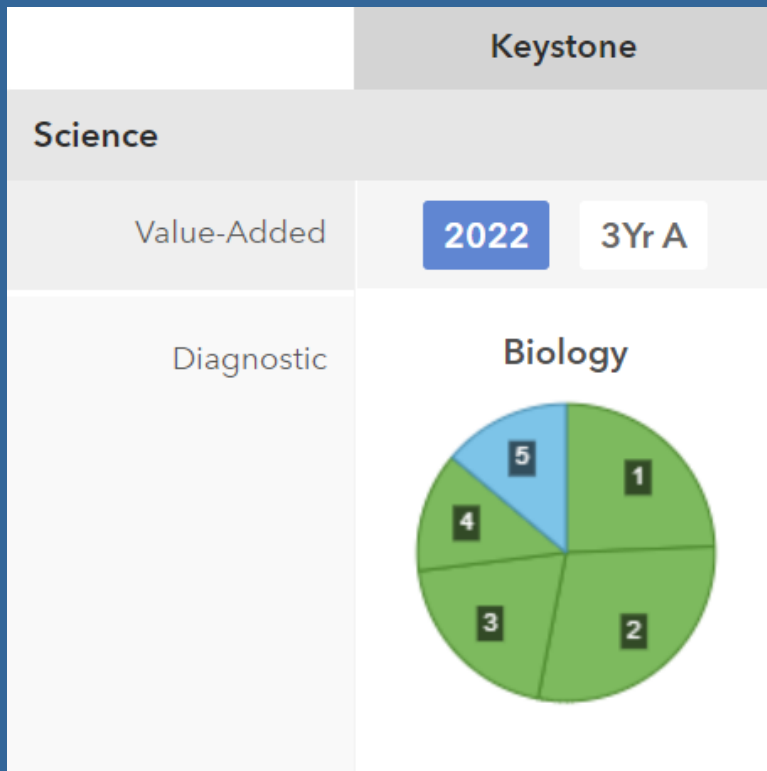 Keystone
Science
Value-Added
2022
3Yr A
Diagnostic
Biology
5
1
4
3
2